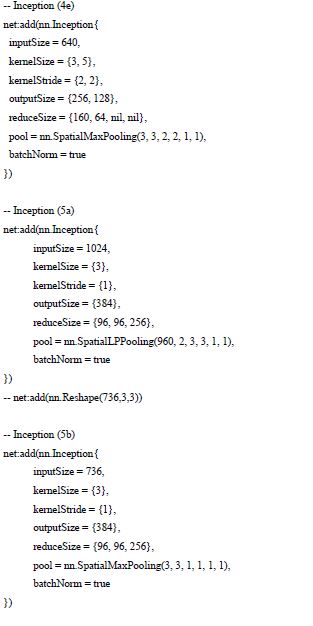 -- Inception (4e)
net:add(nn.Inception{
inputSize = 640,
kernelSize = {3, 5},
kernelStride = {2, 2},
outputSize = {256, 128},
reduceSize = {160, 64, nil, nil},
pool = nn.SpatialMaxPooling(3, 3, 2, 2, 1, 1),
batchNorm = true
})
-- Inception (5a)
net:add(nn.Inception{
inputSize = 1024,
kernelSize = {3},
kernelStride = {1},
outputSize = {384},
reduceSize = {96, 96, 256},
pool = nn.SpatialLPPooling(960, 2, 3, 3, 1, 1),
batchNorm = true
})
-- net:add(nn.Reshape(736,3,3))
-- Inception (5b)
net:add(nn.Inception{
inputSize = 736,
kernelSize = {3},
kernelStride = {1},
outputSize = {384},
reduceSize = {96, 96, 256},
pool = nn.SpatialMaxPooling(3, 3, 1, 1, 1, 1),
batchNorm = true
})